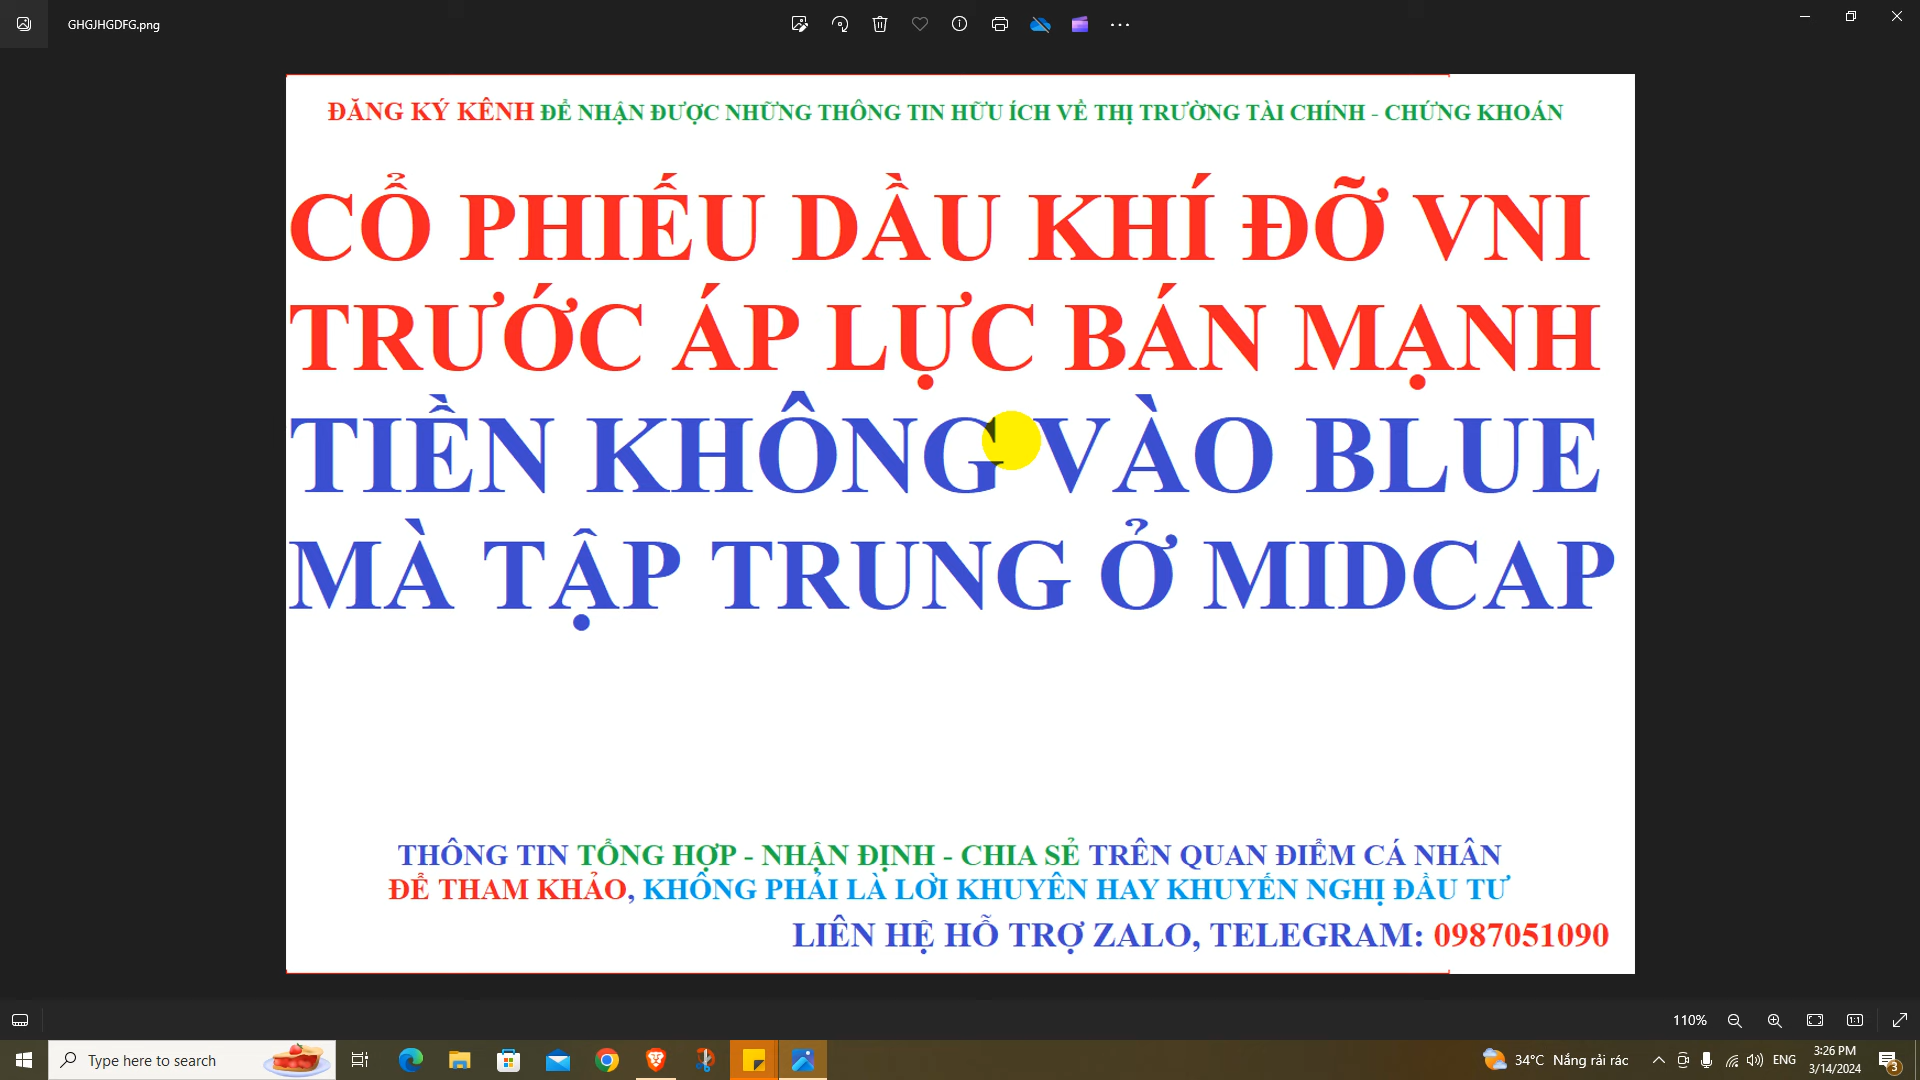 GHGJHGDFG.png
ĐĂNG KÝ KÊNH ĐỂ NHẬN ĐƯỢC NHỮNG THÔNG TIN HỮU ÍCH VỀ THỊ TRƯỜNG TÀI CHÍNH - CHỨNG KHOÁN
CỔ PHIẾU DẦU KHÍ ĐỠ VNI
TRƯỚC ÁP LỰC BÁN MẠNH
TIỀN KHÔNG VÀO BLUE
MÀ TẬP TRUNG Ở MIDCAP
THÔNG TIN TỔNG HỢP - NHẬN ĐỊNH - CHIA SẺ TRÊN QUAN ĐIỂM CÁ NHÂN
ĐỂ THAM KHẢO, KHÔNG PHẢI LÀ LỜI KHUYÊN HAY KHUYẾN NGHỊ ĐẦU TƯ
LIÊN HỆ HỖ TRỢ ZALO, TELEGRAM: 0987051090
110%
1:1
Type here to search
34°C Nắng rải rác
ENG
3:26 PM
3/14/2024
3